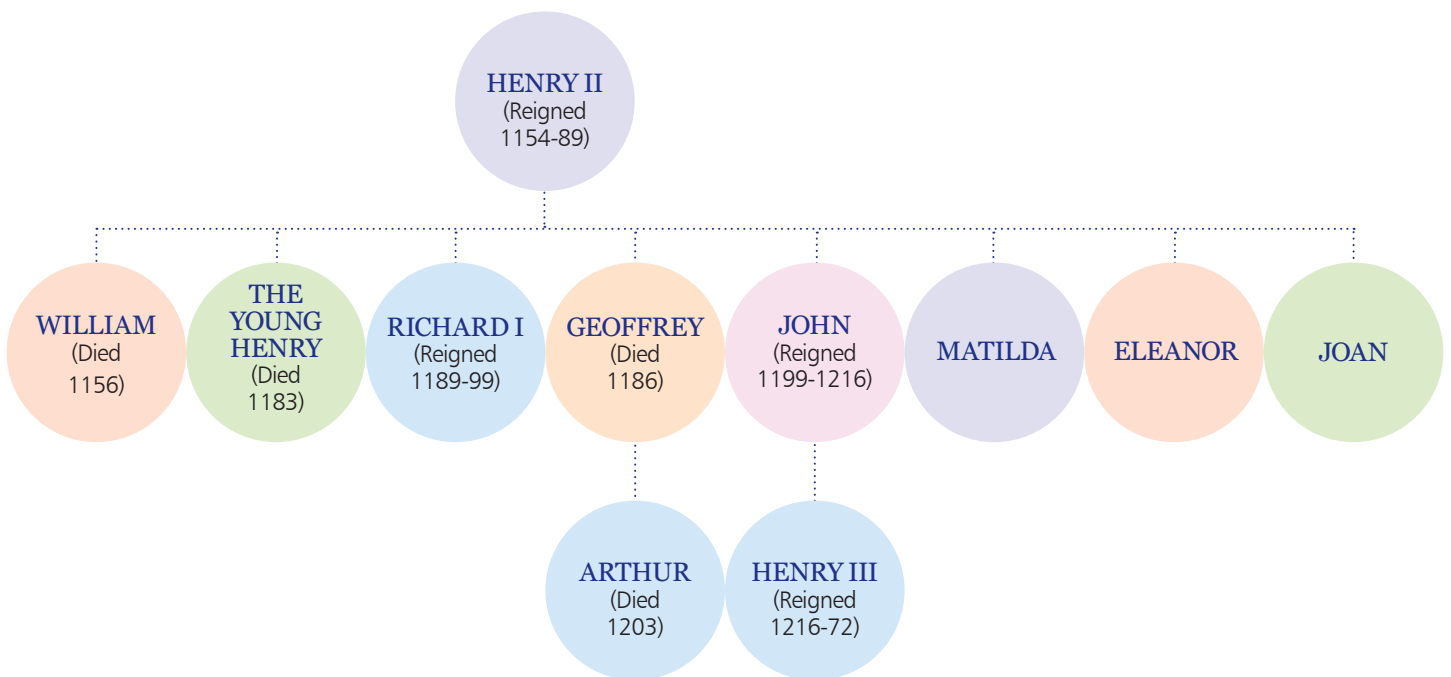 HENRY II
(Reigned
1154-89)
WILLIAM
(Died
1156)
THE
YOUNG
HENRY
(Died
1183)
RICHARD I
(Reigned
1189-99)
GEOFFREY
(Died
1186)
JOHN
(Reigned
1199-1216)
MATILDA
ELEANOR
JOAN
ARTHUR
(Died
1203)
HENRY III
(Reigned
1216-72)